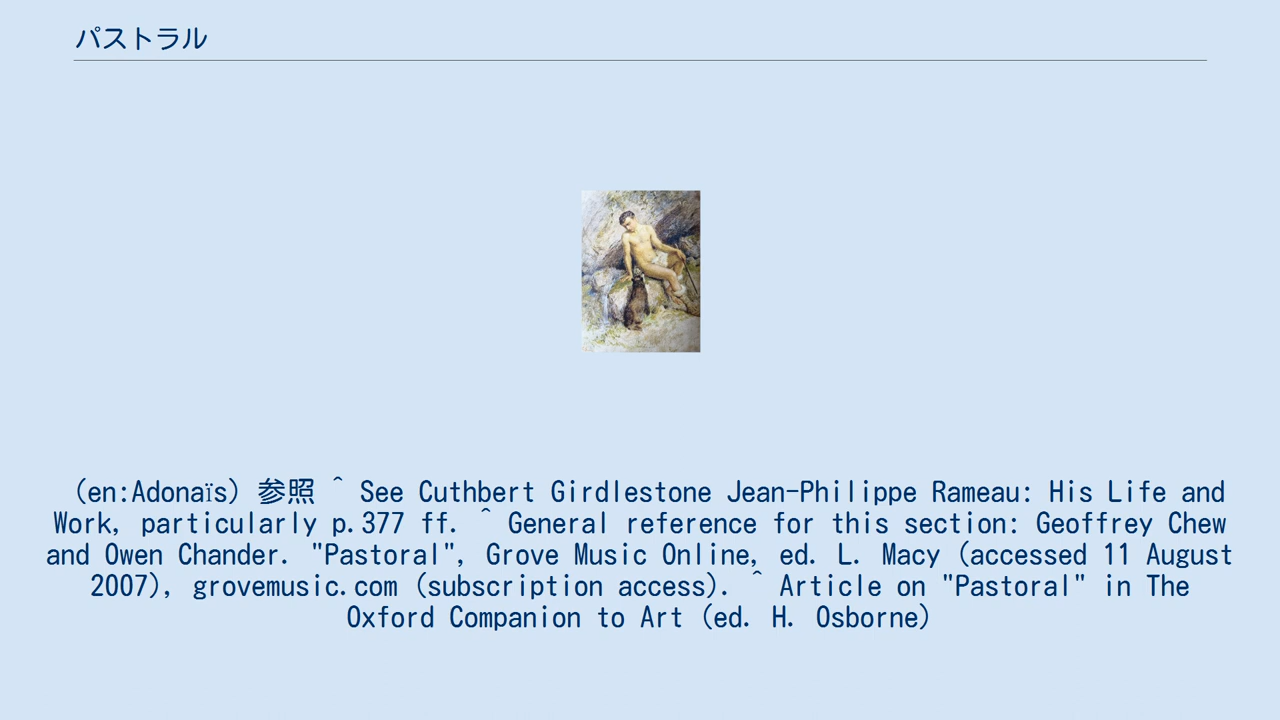 パストラル
(en:Adonaïs) 参照 ^ See Cuthbert Girdlestone Jean-Philippe Rameau: His Life and
Work, particularly p.377 ff. ^ General reference for this section: Geoffrey Chew
and Owen Chander. "Pastoral", Grove Music Online, ed. L. Macy (accessed 11 August
2007), grovemusic.com (subscription access). ^ Article on "Pastoral" in The
Oxford Companion to Art (ed. H. Osborne)